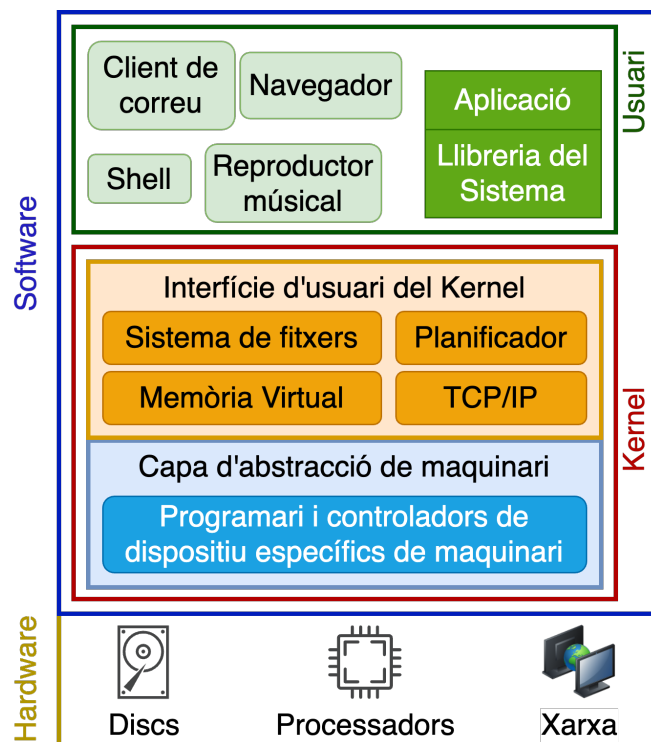 Software
Usuari
Client de
correu
Navegador
Shell
Reproductor
músical
Aplicació
Llibreria del
Sistema
Kernel
Interfície d'usuari del Kernel
Sistema de fitxers
Planificador
Memòria Virtual
TCP/IP
Capa d'abstracció de maquinari
Programari i controladors de
dispositiu específics de maquinari
Hardware
Discs
Processadors
Xarxa